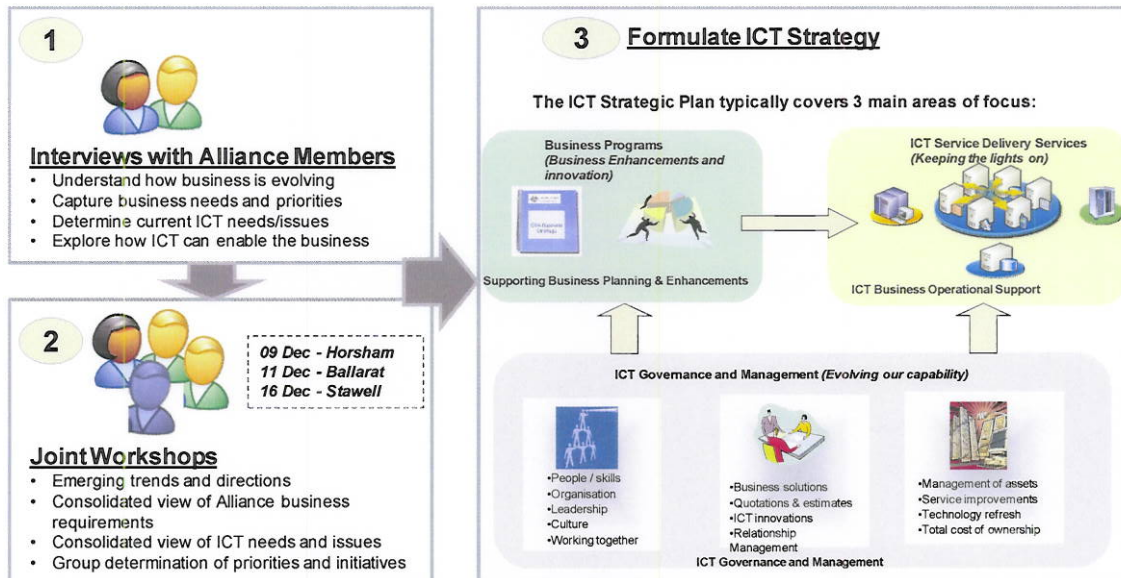 1
Interviews with Alliance Members
• Understand how business is evolving
• Capture business needs and priorities
• Determine current ICT needs/issues
• Explore how ICT can enable the business
2
09 Dec - Horsham
11 Dec - Ballarat
16 Dec - Stawell
Joint Workshops
• Emerging trends and directions
• Consolidated view of Alliance business
requirements
• Consolidated view of ICT needs and issues
• Group determination of priorities and initiatives
3 Formulate ICT Strategy
The ICT Strategic Plan typically covers 3 main areas of focus:
Business Programs
(Business Enhancements and
innovation)
Supporting Business Planning & Enhancements
ICT Service Delivery Services
(Keeping the lights on)
ICT Business Operational Support
ICT Governance and Management (Evolving our capability)
•People / skills
•Organisation
•Leadership
•Culture
•Working together
•Business solutions
•Quotations & estimates
•ICT innovations
•Relationship
Management
•Management of assets
•Service improvements
•Technology refresh
•Total cost of ownership
ICT Governance and Management